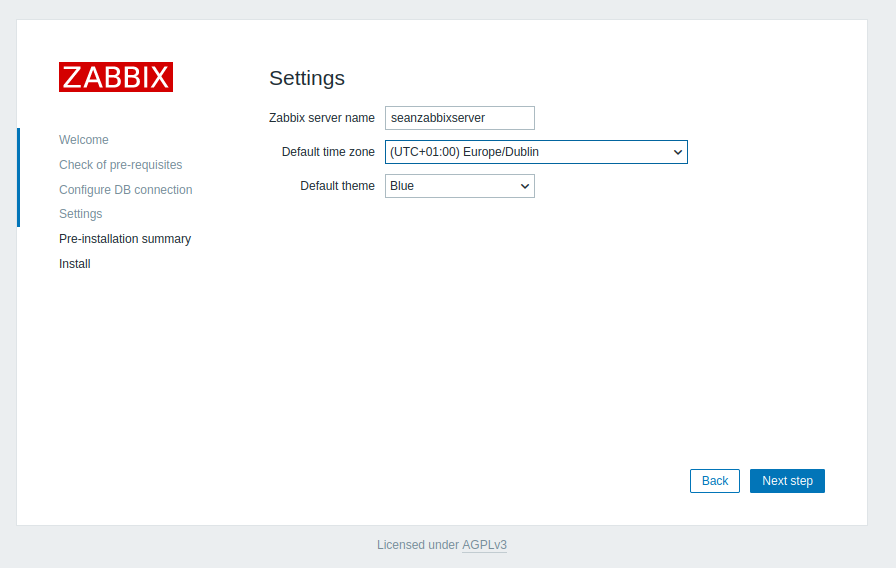 ZABBIX
Welcome
Check of pre-requisites
Configure DB connection
Settings
Pre-installation summary
Install
Settings
Zabbix server name seanzabbixserver
Default time zone (UTC+01:00) Europe/Dublin
Default theme Blue
Back Next step
Licensed under AGPLv3